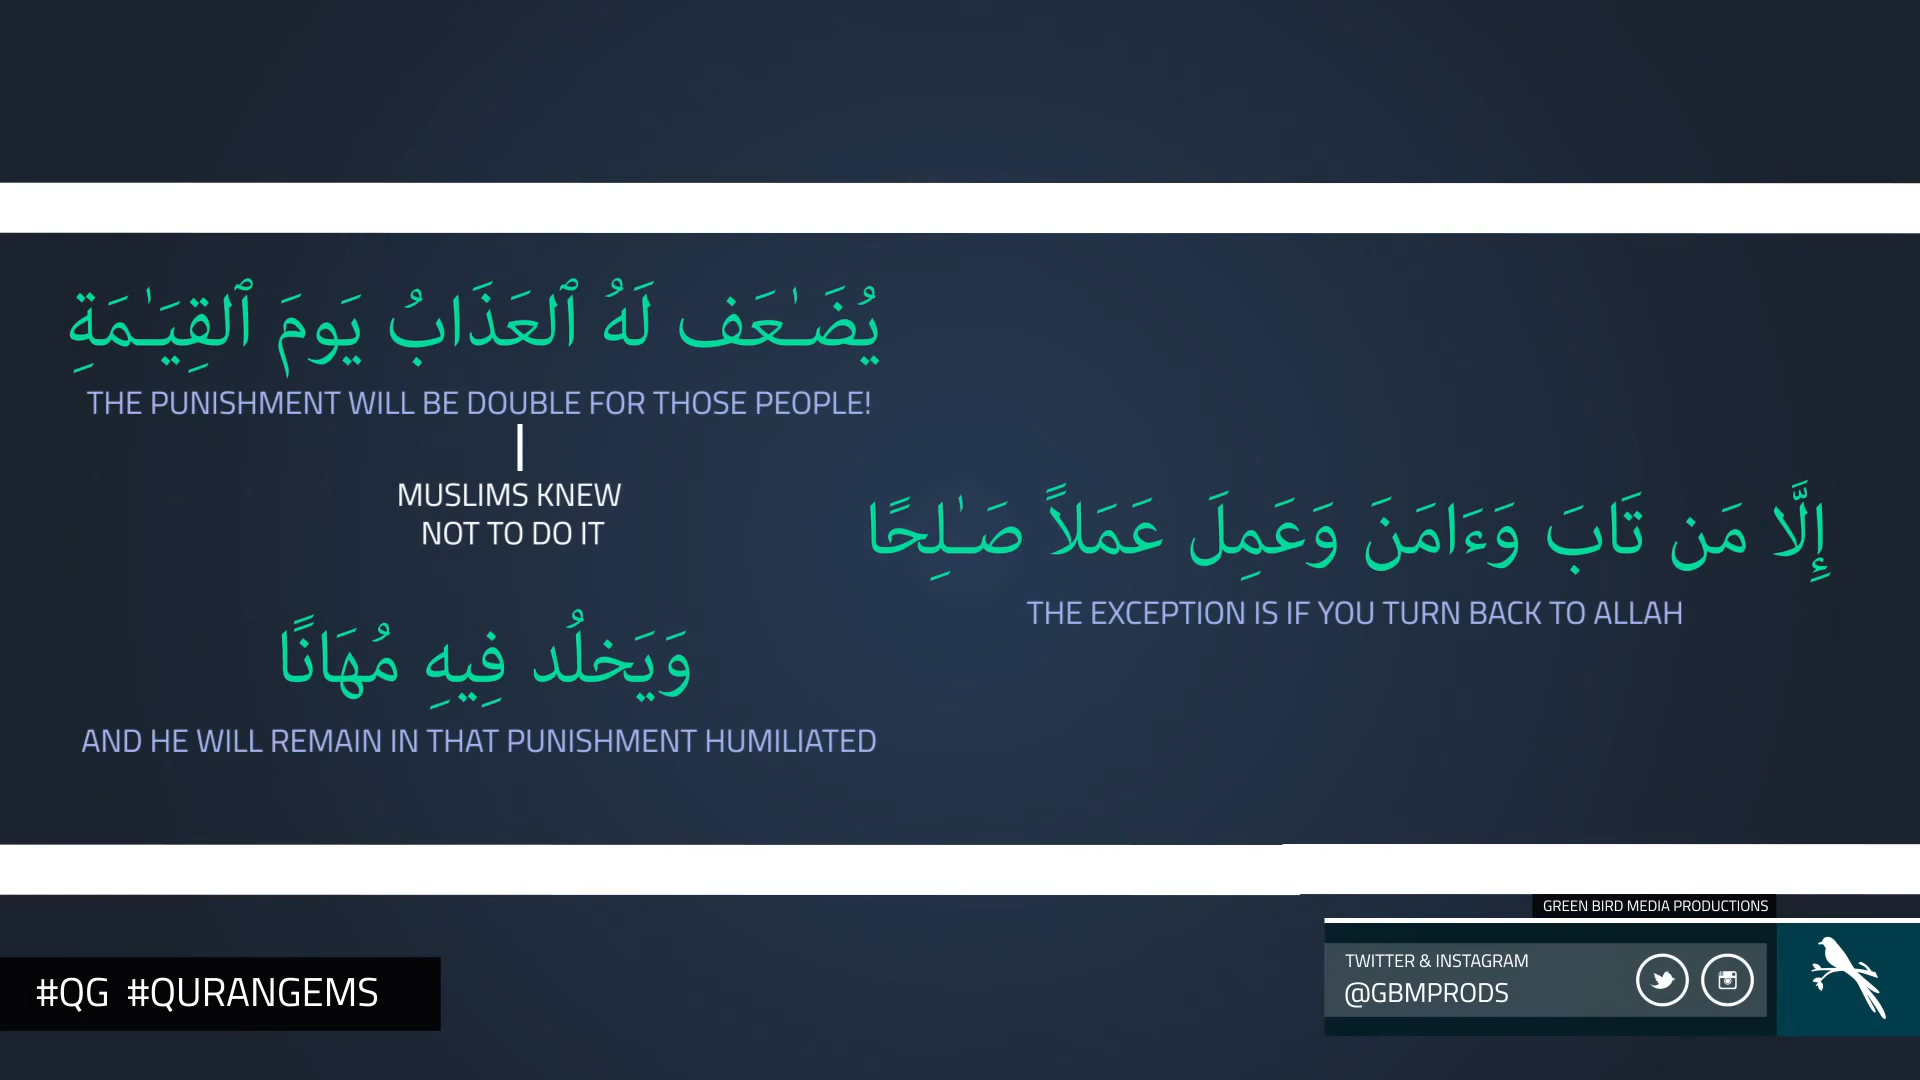 يُضَـٰعَف لَهُ ٱلعَذَابُ يَومَ ٱلقِيَـٰمَةِ
THE PUNISHMENT WILL BE DOUBLE FOR THOSE PEOPLE!
MUSLIMS KNEW
NOT TO DO IT
وَيَخلُد فِيهِ مُهَانًا
AND HE WILL REMAIN IN THAT PUNISHMENT HUMILIATED
إِلَّا مَن تَابَ وَءَامَنَ وَعَمِلَ عَمَلاً صَـٰلِحًا
THE EXCEPTION IS IF YOU TURN BACK TO ALLAH
#QG #QURANGEMS
GREEN BIRD MEDIA PRODUCTIONS
TWITTER & INSTAGRAM
@GBMPRODS